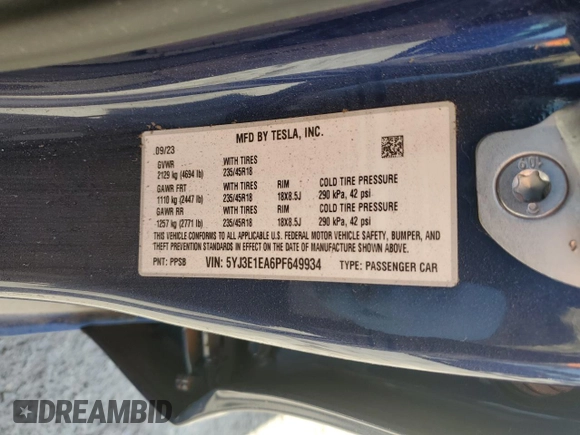 MFD BY TESLA, INC.
09/23
GVWR WITH TIRES
2129 kg (4694 lb) 235/45R18
GAWR FRT WITH TIRES RIM COLD TIRE PRESSURE
1110 kg (2447 lb) 235/45R18 18X8.5J 290 kPa, 42 psi
GAWR RR WITH TIRES RIM COLD TIRE PRESSURE
1257 kg (2771 lb) 235/45R18 18X8.5J 290 kPa, 42 psi
THIS VEHICLE CONFORMS TO ALL APPLICABLE U.S. FEDERAL MOTOR VEHICLE SAFETY, BUMPER, AND
THEFT PREVENTION STANDARDS IN EFFECT ON THE DATE OF MANUFACTURE SHOWN ABOVE.
PNT: PPSB VIN: 5YJ3E1EA6PF649934 TYPE: PASSENGER CAR
DREAMBID